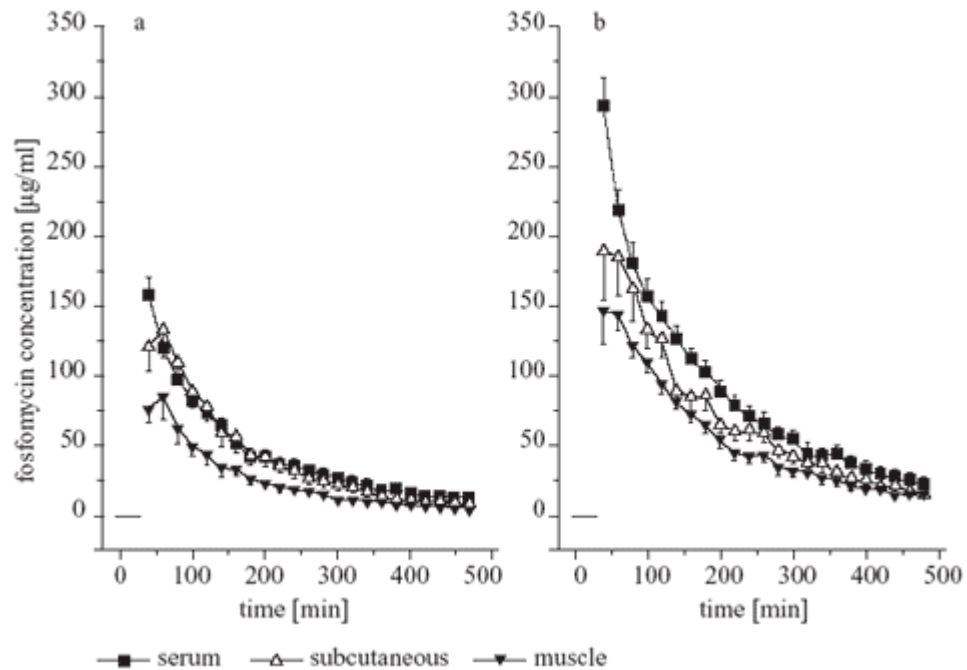 a
350
300
250
200
150
100
50
0
fosfomycin concentration [µg/ml]
0 100 200 300 400 500
time [min]
b
350
300
250
200
150
100
50
0
0 100 200 300 400 500
time [min]
serum subcutaneous muscle